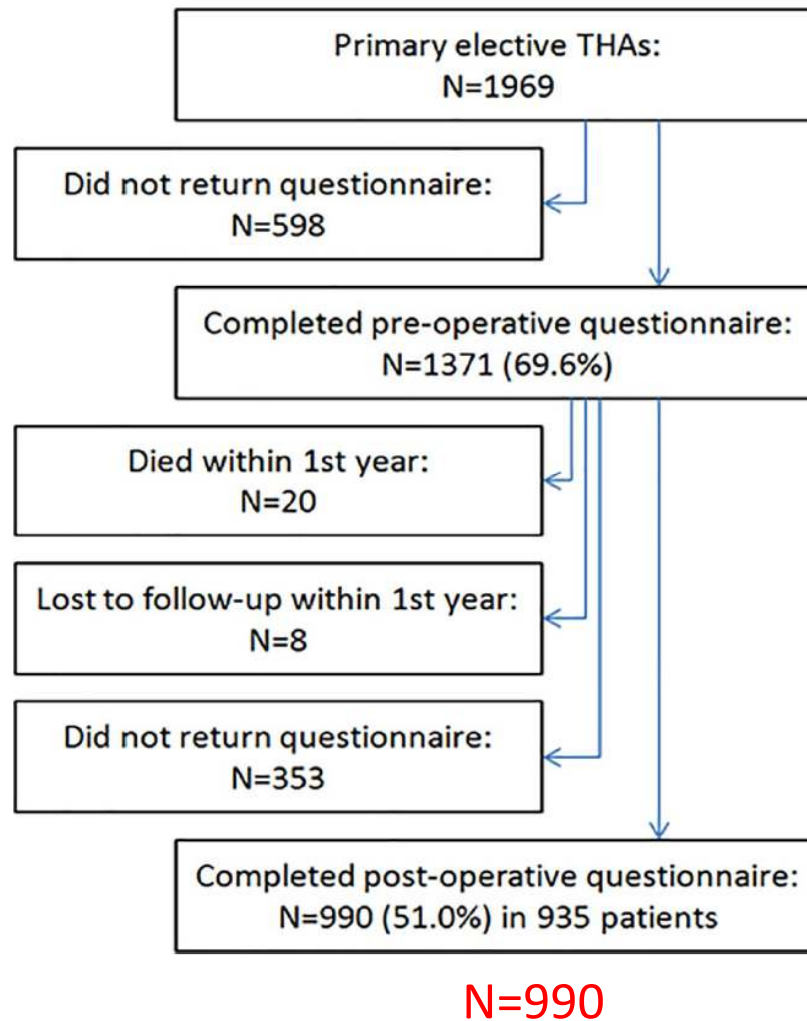 Primary elective THAs:
N=1969
Did not return questionnaire:
N=598
Completed pre-operative questionnaire:
N=1371 (69.6%)
Died within 1st year:
N=20
Lost to follow-up within 1st year:
N=8
Did not return questionnaire:
N=353
Completed post-operative questionnaire:
N=990 (51.0%) in 935 patients
N=990